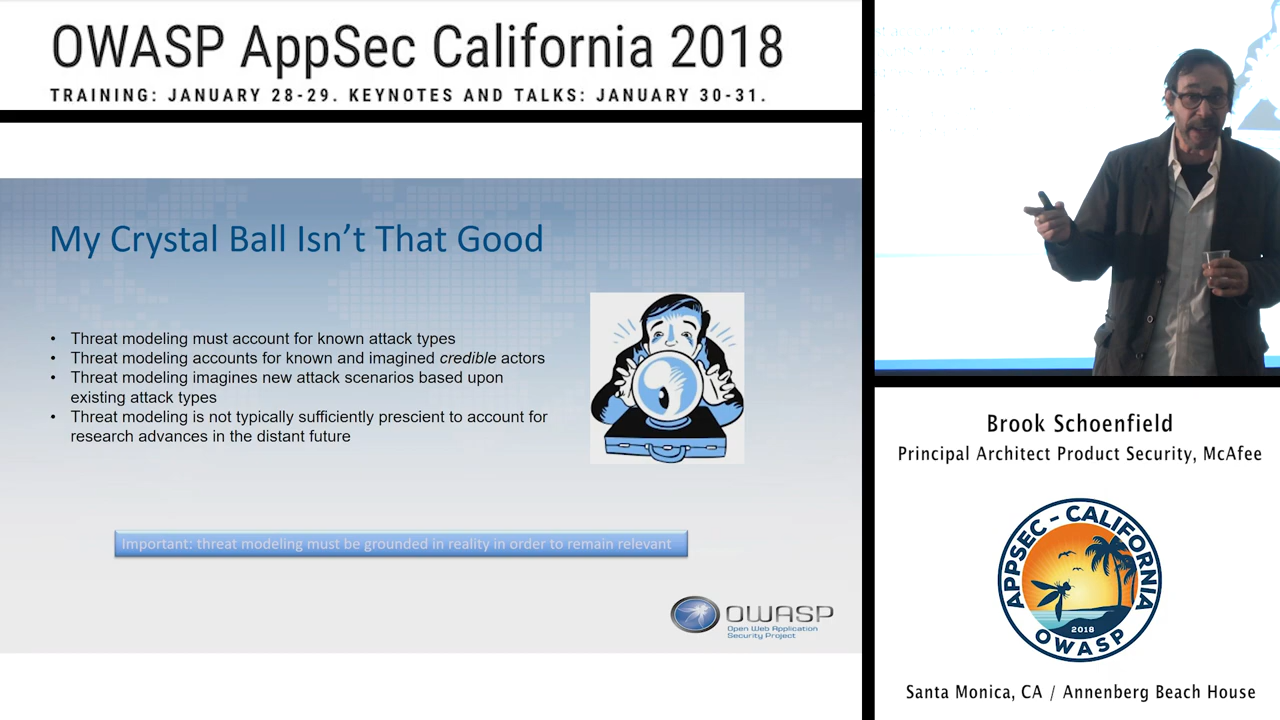 OWASP AppSec California 2018
TRAINING: JANUARY 28-29. KEYNOTES AND TALKS: JANUARY 30-31.
My Crystal Ball Isn't That Good
• Threat modeling must account for known attack types
• Threat modeling accounts for known and imagined credible actors
• Threat modeling imagines new attack scenarios based upon
existing attack types
• Threat modeling is not typically sufficiently prescient to account for
research advances in the distant future
Important: threat modeling must be grounded in reality in order to remain relevant
OWASP
Open Web Application
Security Project
Brook Schoenfield
Principal Architect Product Security, McAfee
APPSEC - CALIFORNIA
2018
OWASP
Santa Monica, CA / Annenberg Beach House